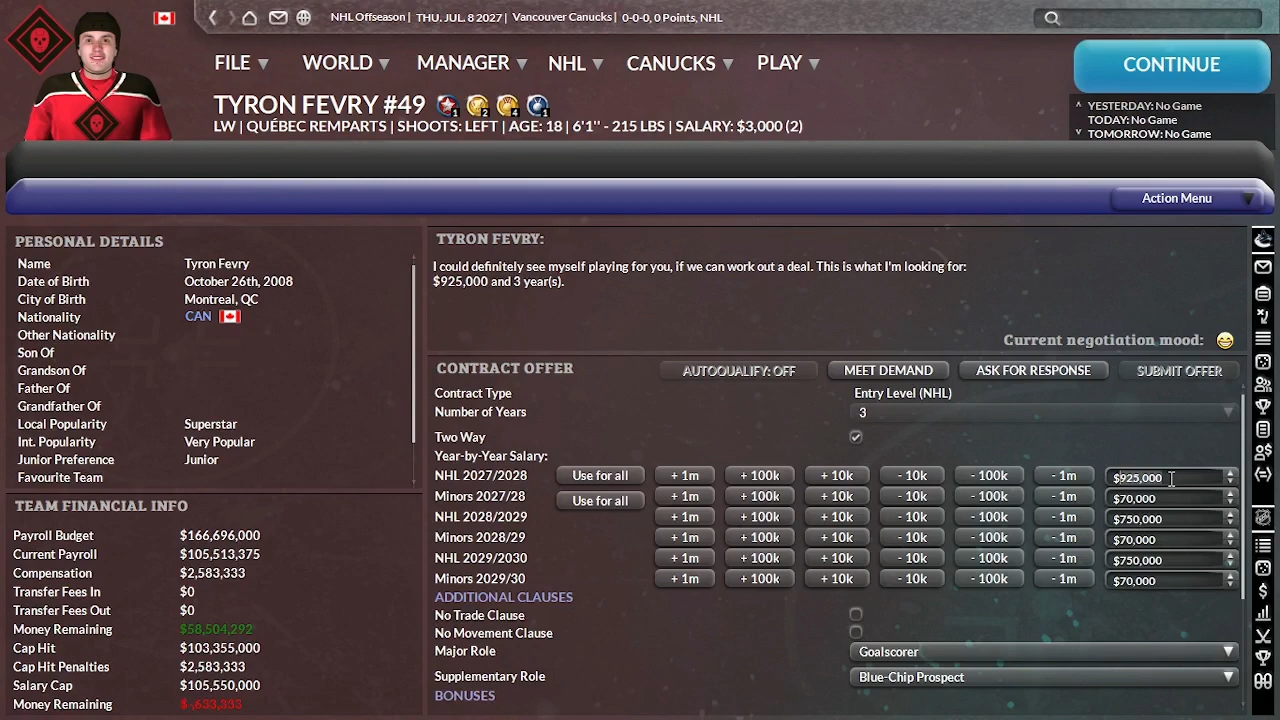 NHL Offseason | THU. JUL. 8 2027 | Vancouver Canucks | 0-0-0, 0 Points, NHL
FILE WORLD MANAGER NHL CANUCKS PLAY
CONTINUE
TYRON FEVRY #49
1 2 4 1
LW | QUÉBEC REMPARTS | SHOOTS: LEFT | AGE: 18 | 6'1" - 215 LBS | SALARY: $3,000 (2)
YESTERDAY: No Game
TODAY: No Game
TOMORROW: No Game
Action Menu
PERSONAL DETAILS
Name Tyron Fevry
Date of Birth October 26th, 2008
City of Birth Montreal, QC
Nationality CAN
Other Nationality
Son Of
Grandson Of
Father Of
Grandfather Of
Local Popularity Superstar
Int. Popularity Very Popular
Junior Preference Junior
Favourite Team
TEAM FINANCIAL INFO
Payroll Budget $166,696,000
Current Payroll $105,513,375
Compensation $2,583,333
Transfer Fees In $0
Transfer Fees Out $0
Money Remaining $58,504,292
Cap Hit $103,355,000
Cap Hit Penalties $2,583,333
Salary Cap $105,550,000
Money Remaining $-,633,333
TYRON FEVRY:
I could definitely see myself playing for you, if we can work out a deal. This is what I'm looking for:
$925,000 and 3 year(s).
Current negotiation mood:
CONTRACT OFFER AUTOQUALIFY: OFF MEET DEMAND ASK FOR RESPONSE SUBMIT OFFER
Contract Type Entry Level (NHL)
Number of Years 3
Two Way
Year-by-Year Salary:
NHL 2027/2028 Use for all + 1m + 100k + 10k - 10k - 100k - 1m $925,000
Minors 2027/28 Use for all + 1m + 100k + 10k - 10k - 100k - 1m $70,000
NHL 2028/2029 + 1m + 100k + 10k - 10k - 100k - 1m $750,000
Minors 2028/29 + 1m + 100k + 10k - 10k - 100k - 1m $70,000
NHL 2029/2030 + 1m + 100k + 10k - 10k - 100k - 1m $750,000
Minors 2029/30 + 1m + 100k + 10k - 10k - 100k - 1m $70,000
ADDITIONAL CLAUSES
No Trade Clause
No Movement Clause
Major Role Goalscorer
Supplementary Role Blue-Chip Prospect
BONUSES